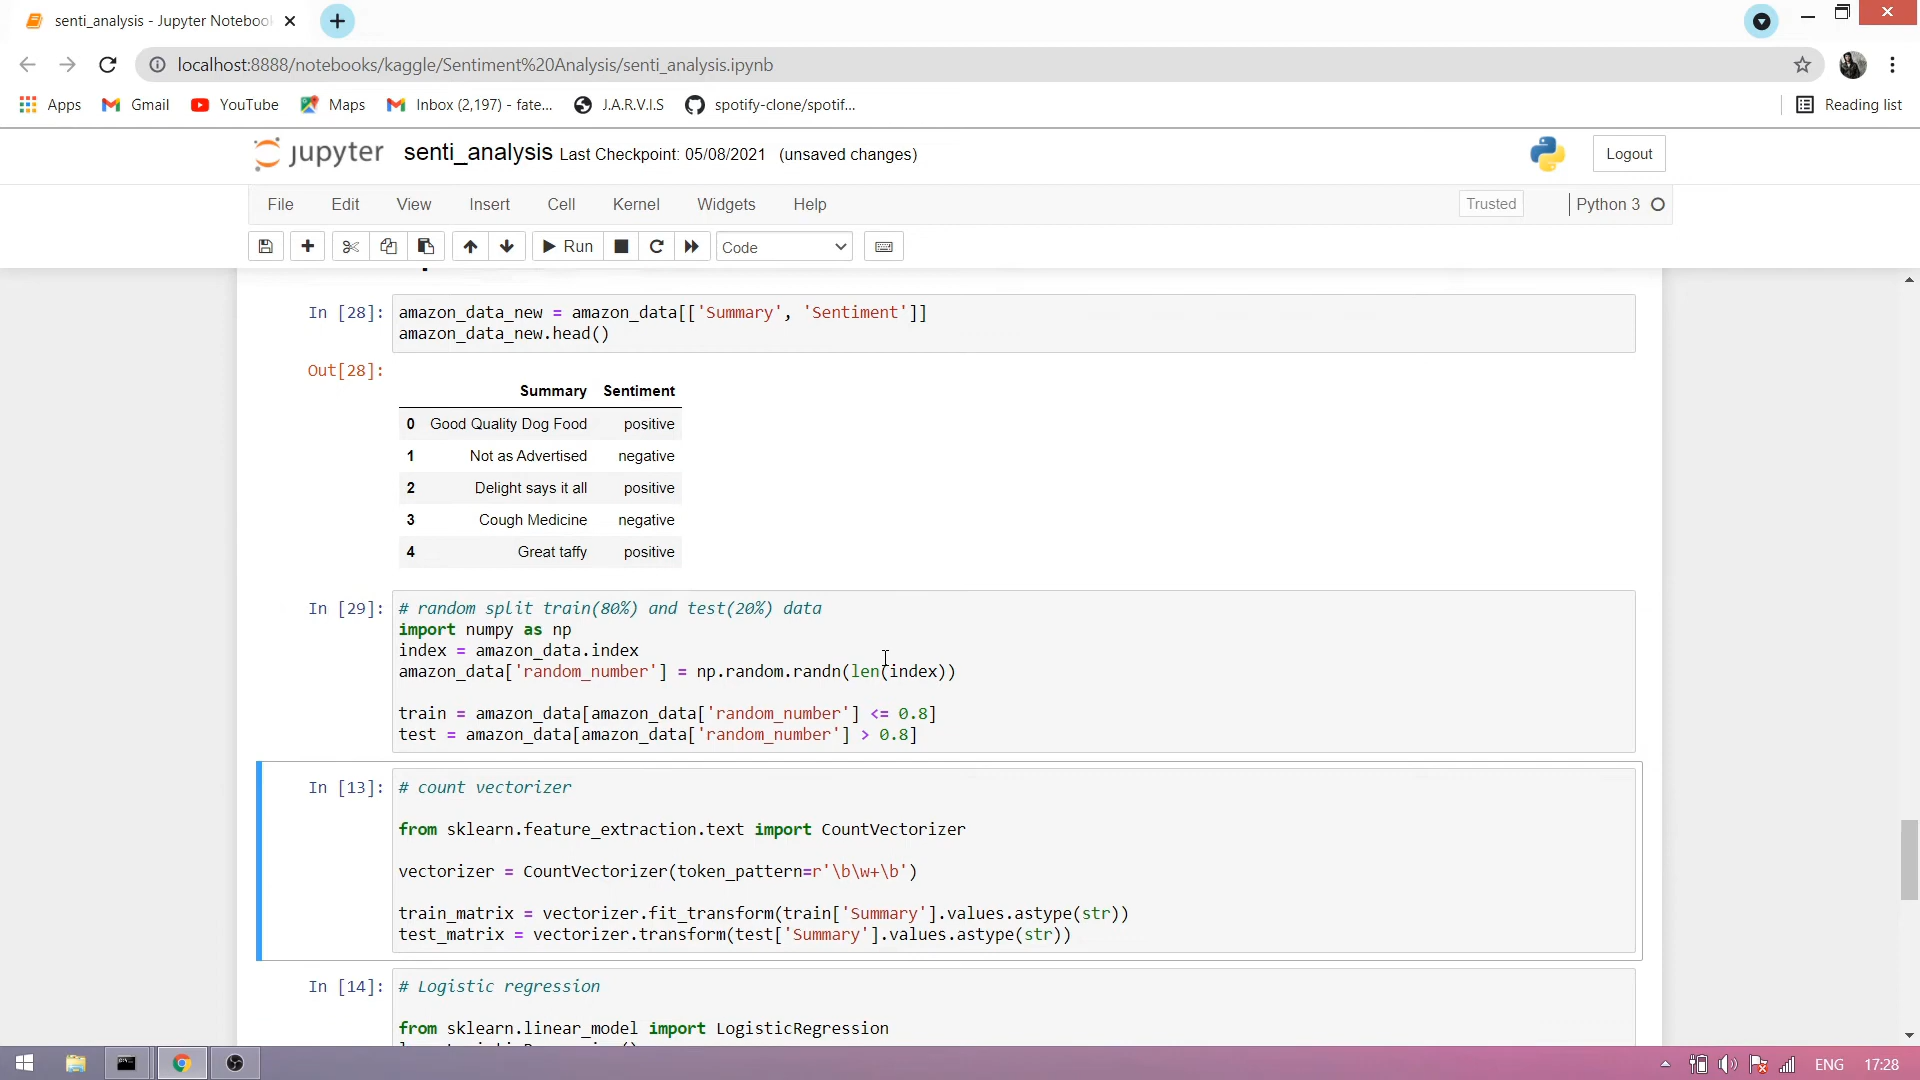 senti_analysis - Jupyter Noteboo
localhost:8888/notebooks/kaggle/Sentiment%20Analysis/senti_analysis.ipynb
Apps Gmail YouTube Maps Inbox (2,197) - fate... J.A.R.V.I.S spotify-clone/spotif... Reading list
jupyter senti_analysis Last Checkpoint: 05/08/2021 (unsaved changes) Logout
File Edit View Insert Cell Kernel Widgets Help Trusted Python 3
Run Code
In [28]: amazon_data_new = amazon_data[['Summary', 'Sentiment']]
amazon_data_new.head()
Out[28]:
Summary Sentiment
0 Good Quality Dog Food positive
1 Not as Advertised negative
2 Delight says it all positive
3 Cough Medicine negative
4 Great taffy positive
In [29]: # random split train(80%) and test(20%) data
import numpy as np
index = amazon_data.index
amazon_data['random_number'] = np.random.randn(len(index))
train = amazon_data[amazon_data['random_number'] <= 0.8]
test = amazon_data[amazon_data['random_number'] > 0.8]
In [13]: # count vectorizer
from sklearn.feature_extraction.text import CountVectorizer
vectorizer = CountVectorizer(token_pattern=r'\b\w+\b')
train_matrix = vectorizer.fit_transform(train['Summary'].values.astype(str))
test_matrix = vectorizer.transform(test['Summary'].values.astype(str))
In [14]: # Logistic regression
from sklearn.linear_model import LogisticRegression
ENG 17:28